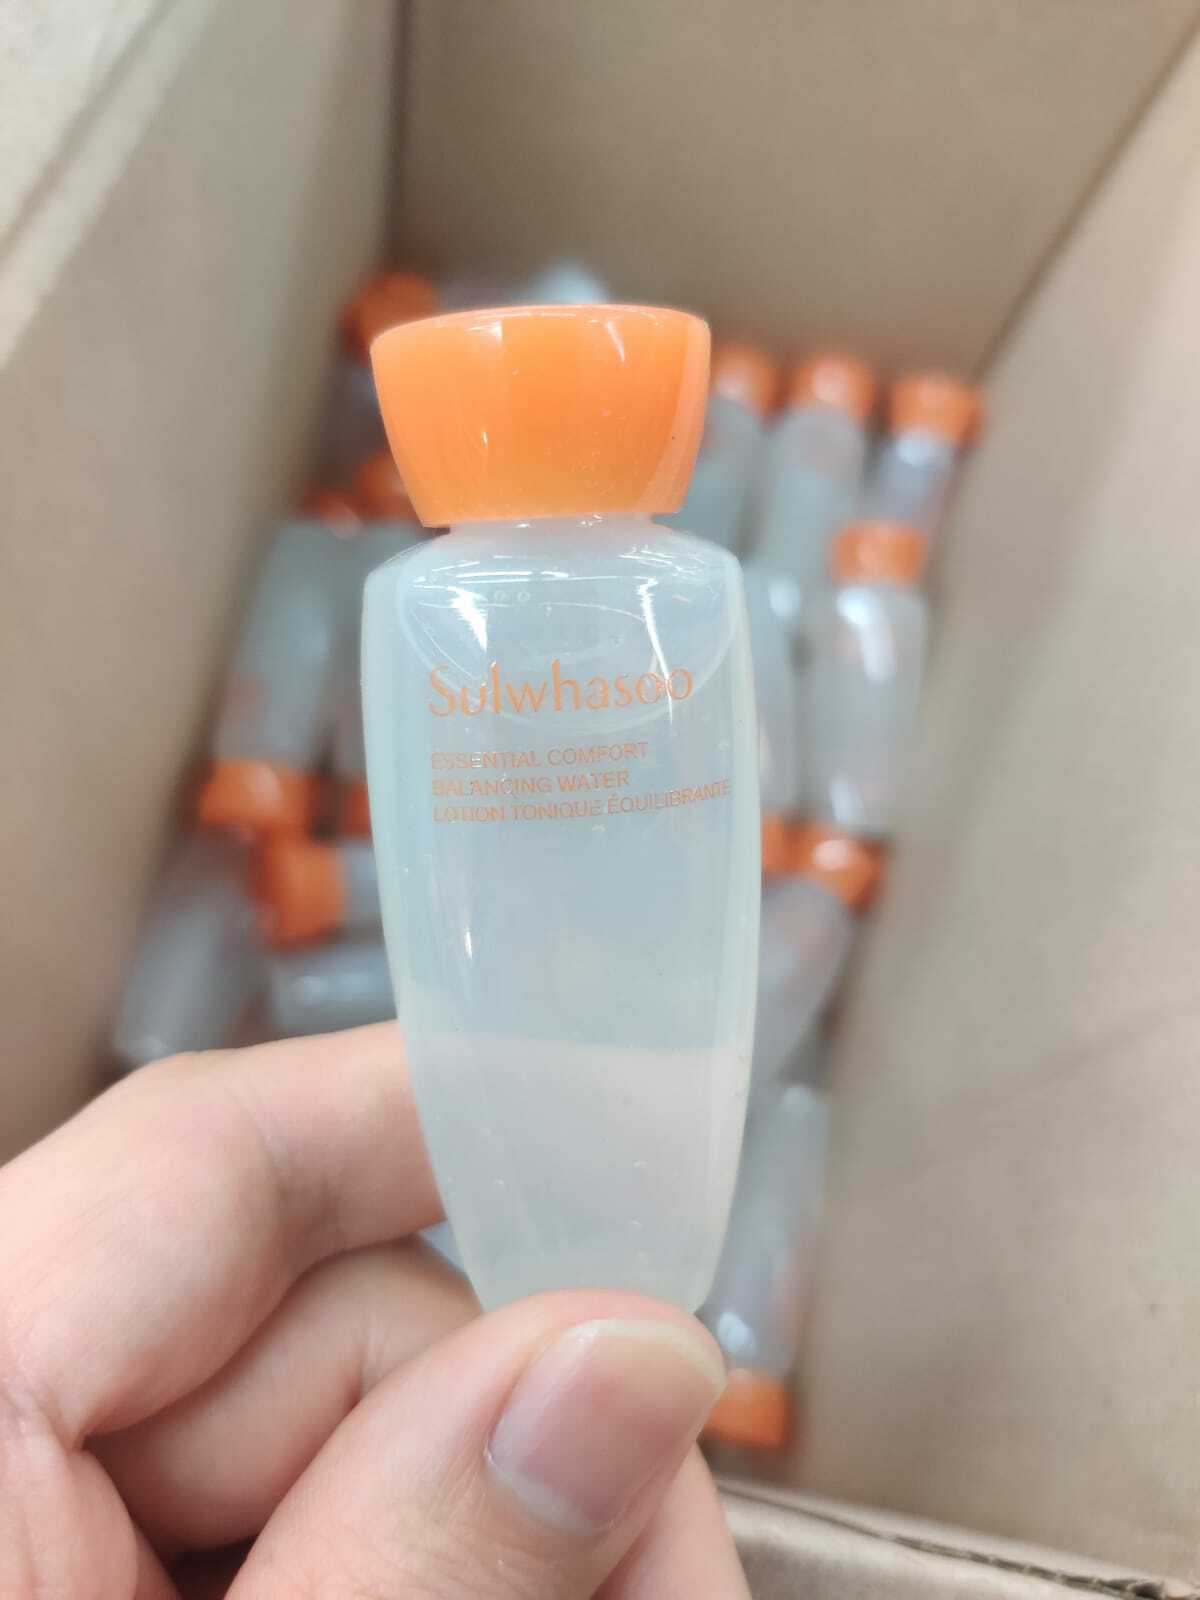 Sulwhasoo
ESSENTIAL COMFORT
BALANCING WATER
LOTION TONIQUE ÉQUILIBRANTE